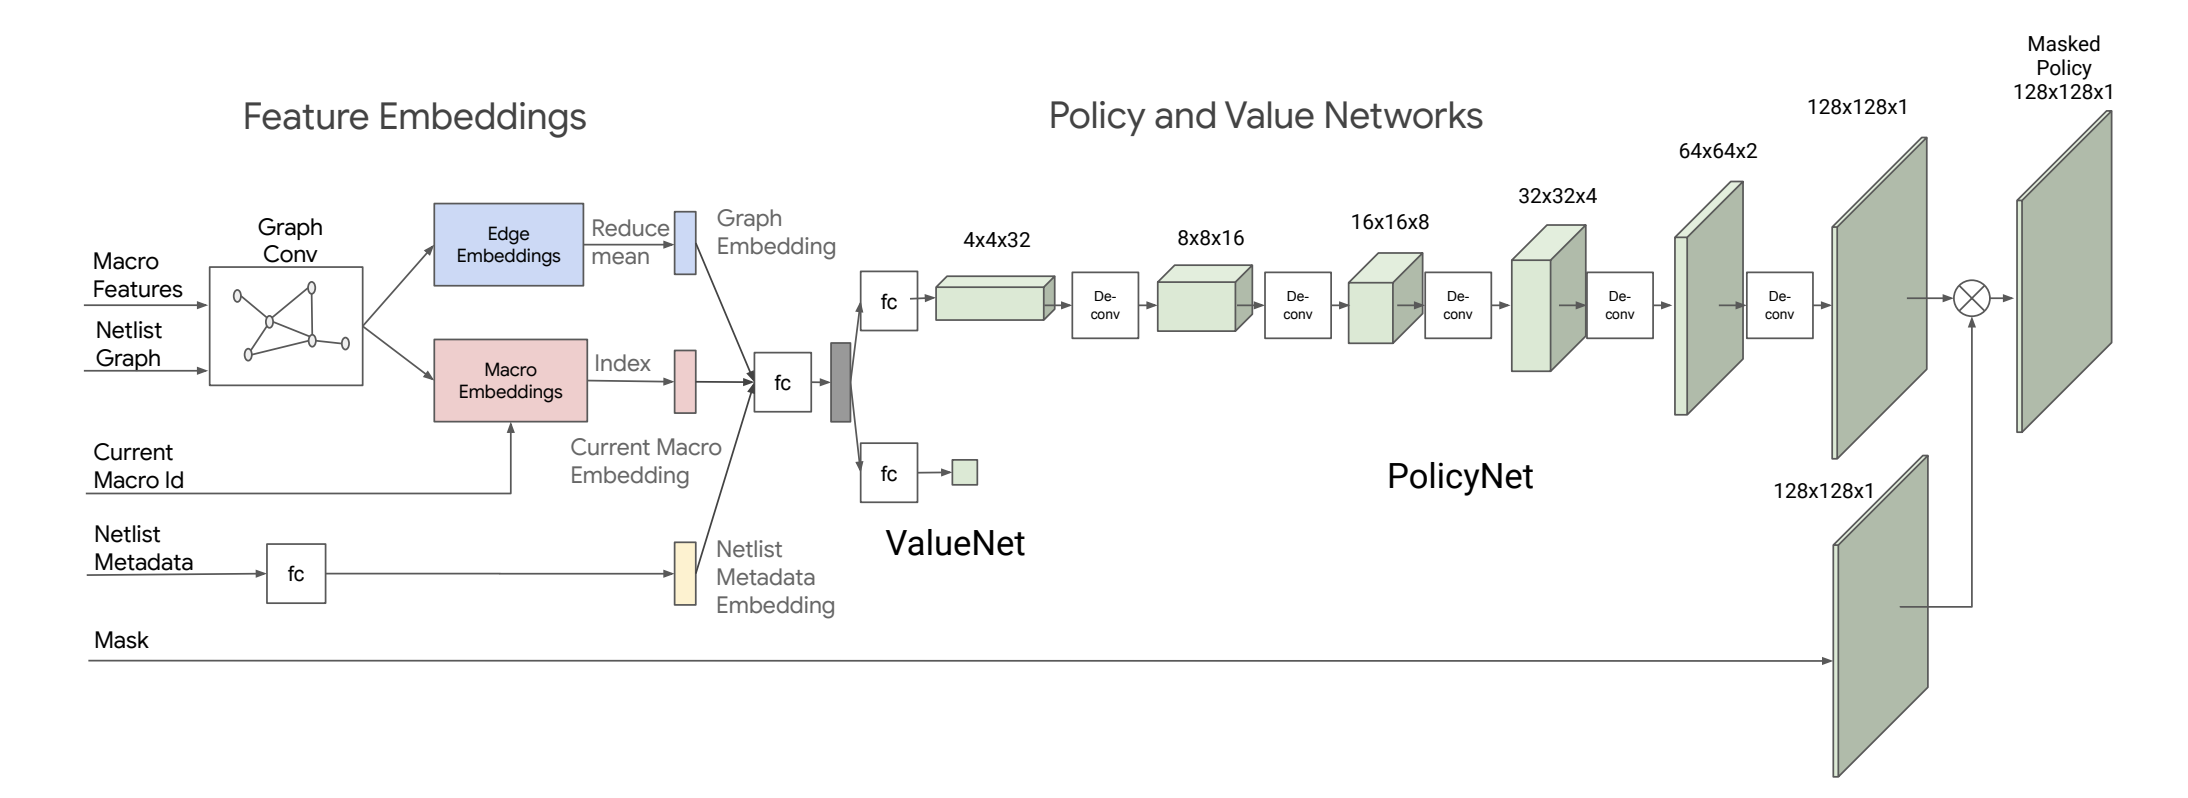 Feature Embeddings
Policy and Value Networks
Masked
Policy
128x128x1
128x128x1
64x64x2
32x32x4
16x16x8
8x8x16
4x4x32
Macro
Features
Netlist
Graph
Graph
Conv
Edge
Embeddings
Reduce
mean
Graph
Embedding
Macro
Embeddings
Index
Current Macro
Embedding
Current
Macro Id
Netlist
Metadata
fc
Netlist
Metadata
Embedding
Mask
fc
fc
De-
conv
De-
conv
De-
conv
De-
conv
De-
conv
fc
ValueNet
PolicyNet
128x128x1